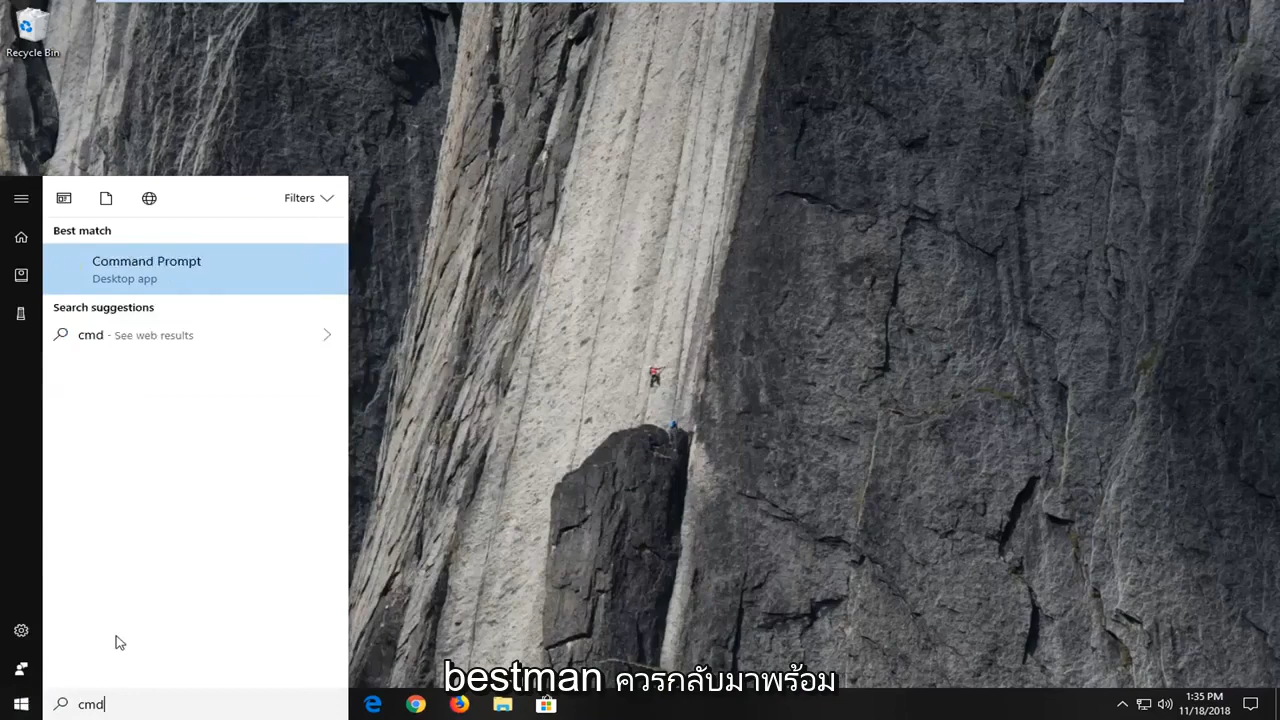 Recycle Bin
Filters
Best match
Command Prompt
Desktop app
Search suggestions
cmd - See web results
bestman ควรกลับมาพร้อม
cmd
1:35 PM
11/18/2018